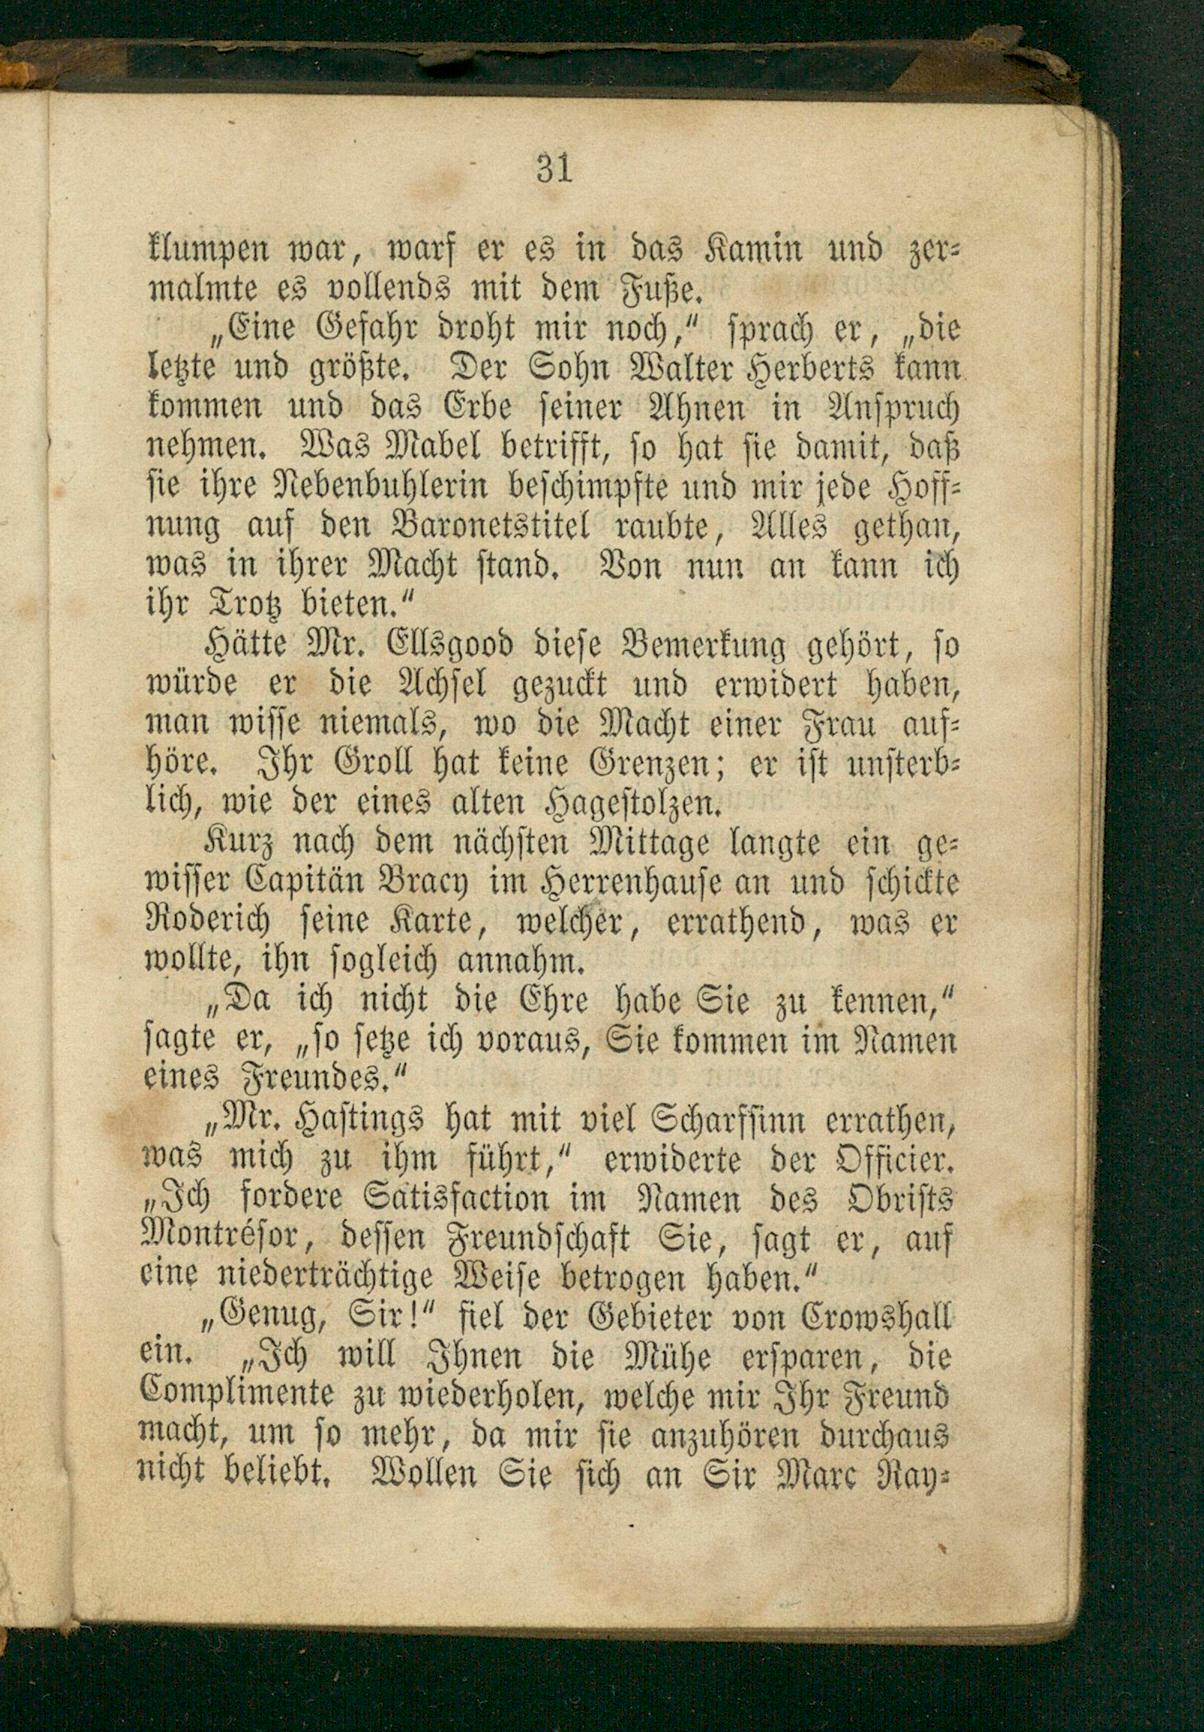 31
klumpen war, warf er es in das Kamin und zer-
malmte es vollends mit dem Fuße.
„Eine Gefahr droht mir noch,“ sprach er, „die
letzte und größte. Der Sohn Walter Herberts kann
kommen und das Erbe seiner Ahnen in Anspruch
nehmen. Was Mabel betrifft, so hat sie damit, daß
sie ihre Nebenbuhlerin beschimpfte und mir jede Hoff-
nung auf den Baronetstitel raubte, Alles gethan,
was in ihrer Macht stand. Von nun an kann ich
ihr Trotz bieten.“
Hätte Mr. Ellsgood diese Bemerkung gehört, so
würde er die Achsel gezuckt und erwidert haben,
man wisse niemals, wo die Macht einer Frau auf-
höre. Ihr Groll hat keine Grenzen; er ist unsterb-
lich, wie der eines alten Hagestolzen.
Kurz nach dem nächsten Mittage langte ein ge-
wisser Capitän Bracy im Herrenhause an und schickte
Roderich seine Karte, welcher, errathend, was er
wollte, ihn sogleich annahm.
„Da ich nicht die Ehre habe Sie zu kennen,“
sagte er, „so setze ich voraus, Sie kommen im Namen
eines Freundes.“
„Mr. Hastings hat mit viel Scharfsinn errathen,
was mich zu ihm führt,“ erwiderte der Officier.
„Ich fordere Satisfaction im Namen des Obrists
Montrésor, dessen Freundschaft Sie, sagt er, auf
eine niederträchtige Weise betrogen haben.“
„Genug, Sir!“ fiel der Gebieter von Crowshall
ein. „Ich will Ihnen die Mühe ersparen, die
Complimente zu wiederholen, welche mir Ihr Freund
macht, um so mehr, da mir sie anzuhören durchaus
nicht beliebt. Wollen Sie sich an Sir Marc Ray-